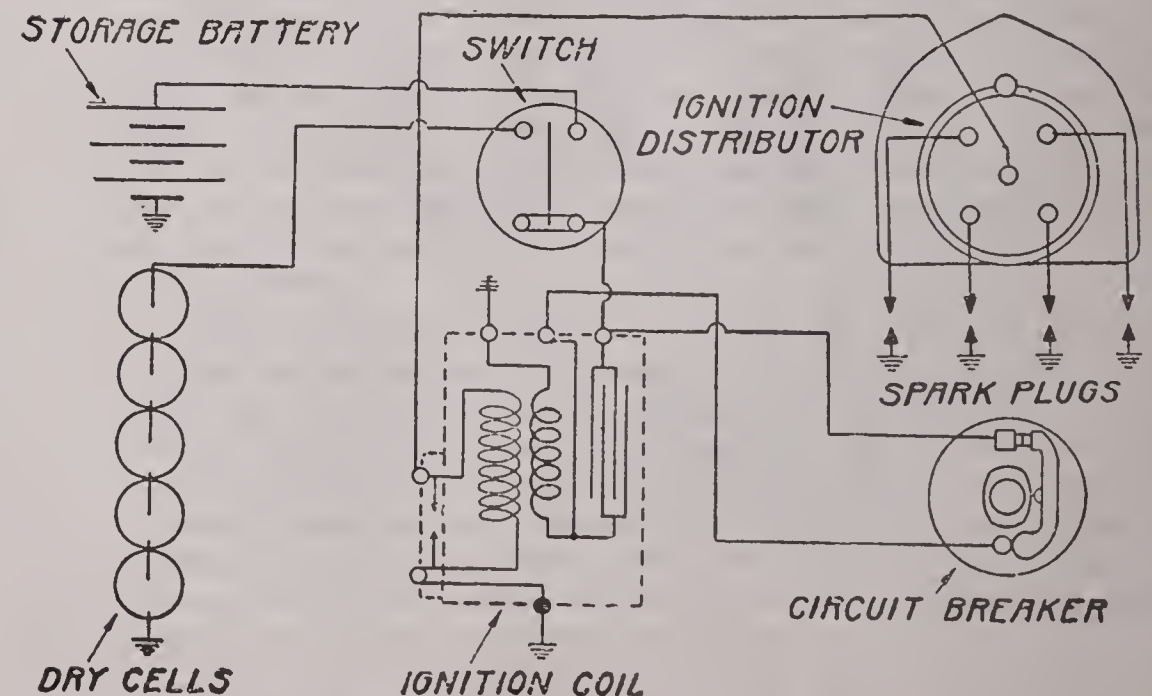 STORAGE BATTERY
SWITCH
IGNITION
DISTRIBUTOR
SPARK PLUGS
CIRCUIT BREAKER
DRY CELLS
IGNITION COIL